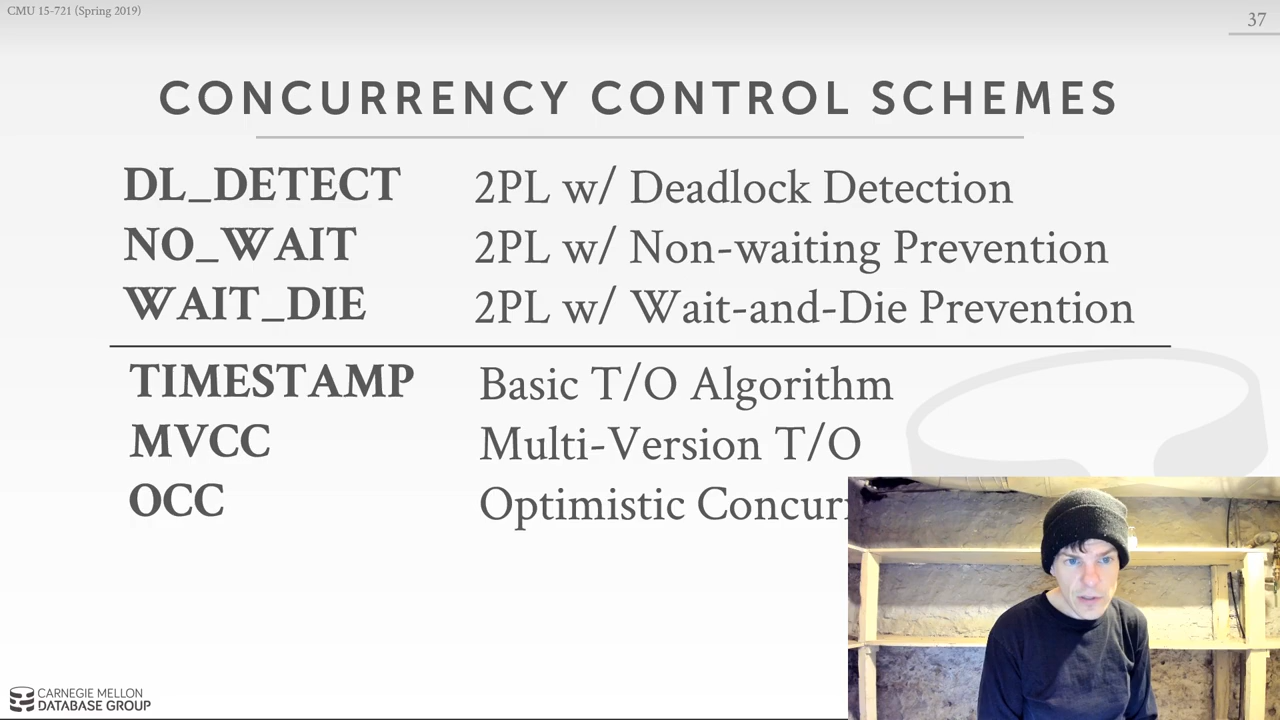 CMU 15-721 (Spring 2019)
37
CONCURRENCY CONTROL SCHEMES
DL_DETECT 2PL w/ Deadlock Detection
NO_WAIT 2PL w/ Non-waiting Prevention
WAIT_DIE 2PL w/ Wait-and-Die Prevention
TIMESTAMP Basic T/O Algorithm
MVCC Multi-Version T/O
OCC Optimistic
CARNEGIE MELLON
DATABASE GROUP